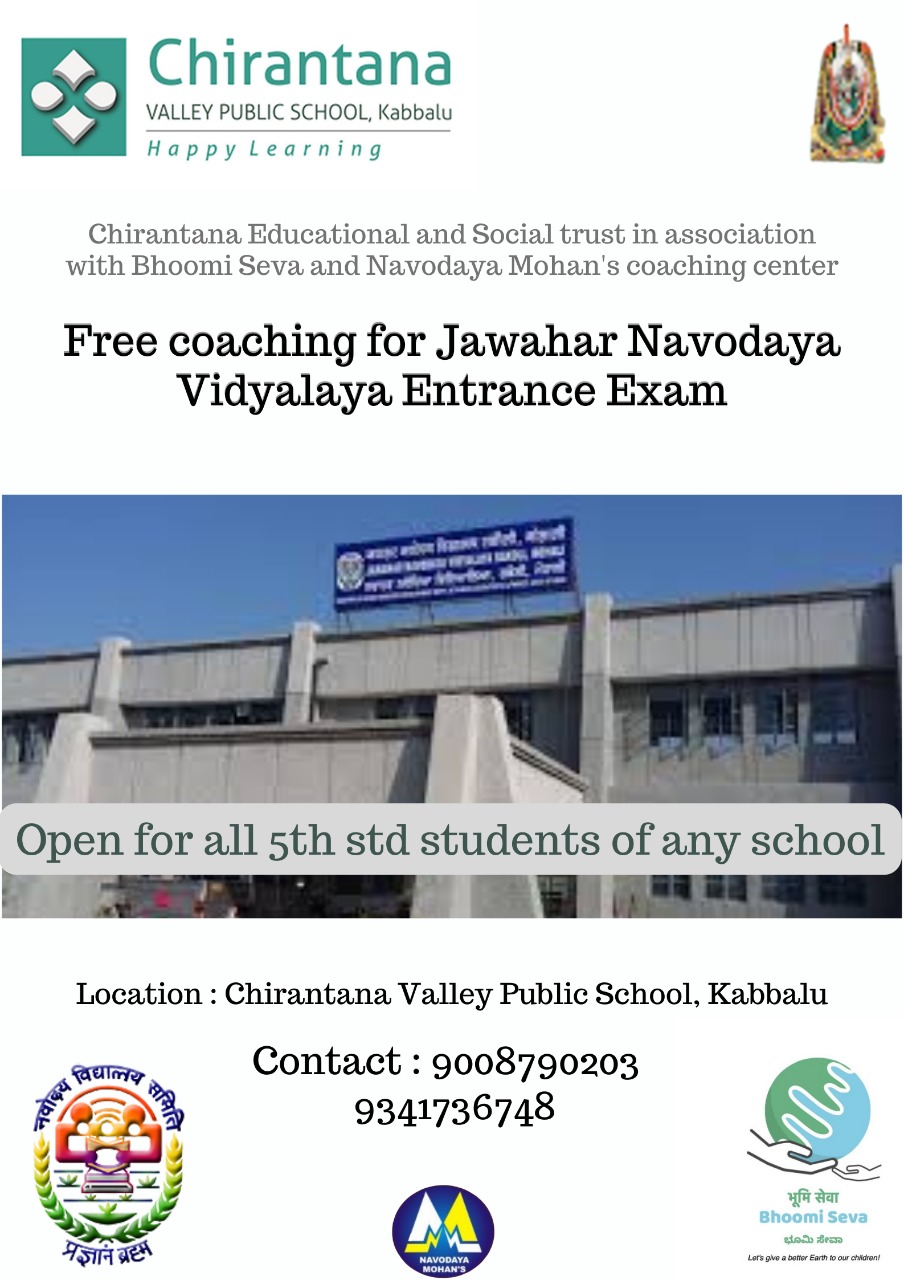 Chirantana
VALLEY PUBLIC SCHOOL, Kabbalu
Happy Learning
Chirantana Educational and Social trust in association
with Bhoomi Seva and Navodaya Mohan's coaching center
Free coaching for Jawahar Navodaya
Vidyalaya Entrance Exam
Open for all 5th std students of any school
Location : Chirantana Valley Public School, Kabbalu
Contact : 9008790203
9341736748
नवोदय विद्यालय समिति
प्रज्ञानं ब्रह्म
NAVODAYA
MOHAN'S
भूमि सेवा
Bhoomi Seva
ಭೂಮಿ ಸೇವಾ
Let's give a better Earth to our children!